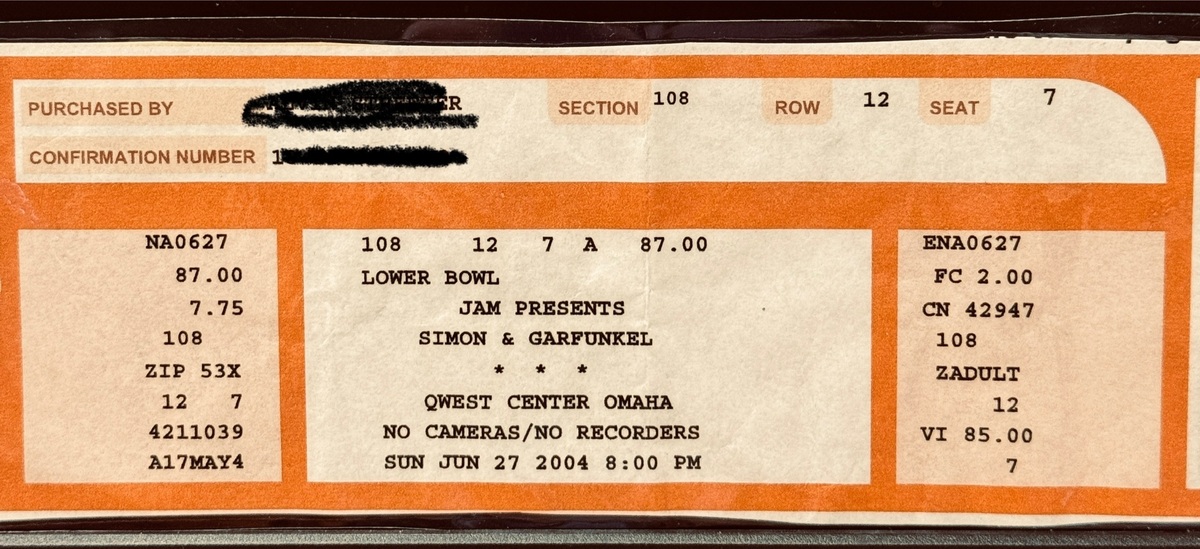 PURCHASED BY SECTION 108 ROW 12 SEAT 7
CONFIRMATION NUMBER 1
NA0627
87.00
7.75
108
ZIP 53X
12 7
4211039
A17MAY4
108 12 7 A 87.00
LOWER BOWL
JAM PRESENTS
SIMON & GARFUNKEL
* * *
QWEST CENTER OMAHA
NO CAMERAS/NO RECORDERS
SUN JUN 27 2004 8:00 PM
ENA0627
FC 2.00
CN 42947
108
ZADULT
12
VI 85.00
7